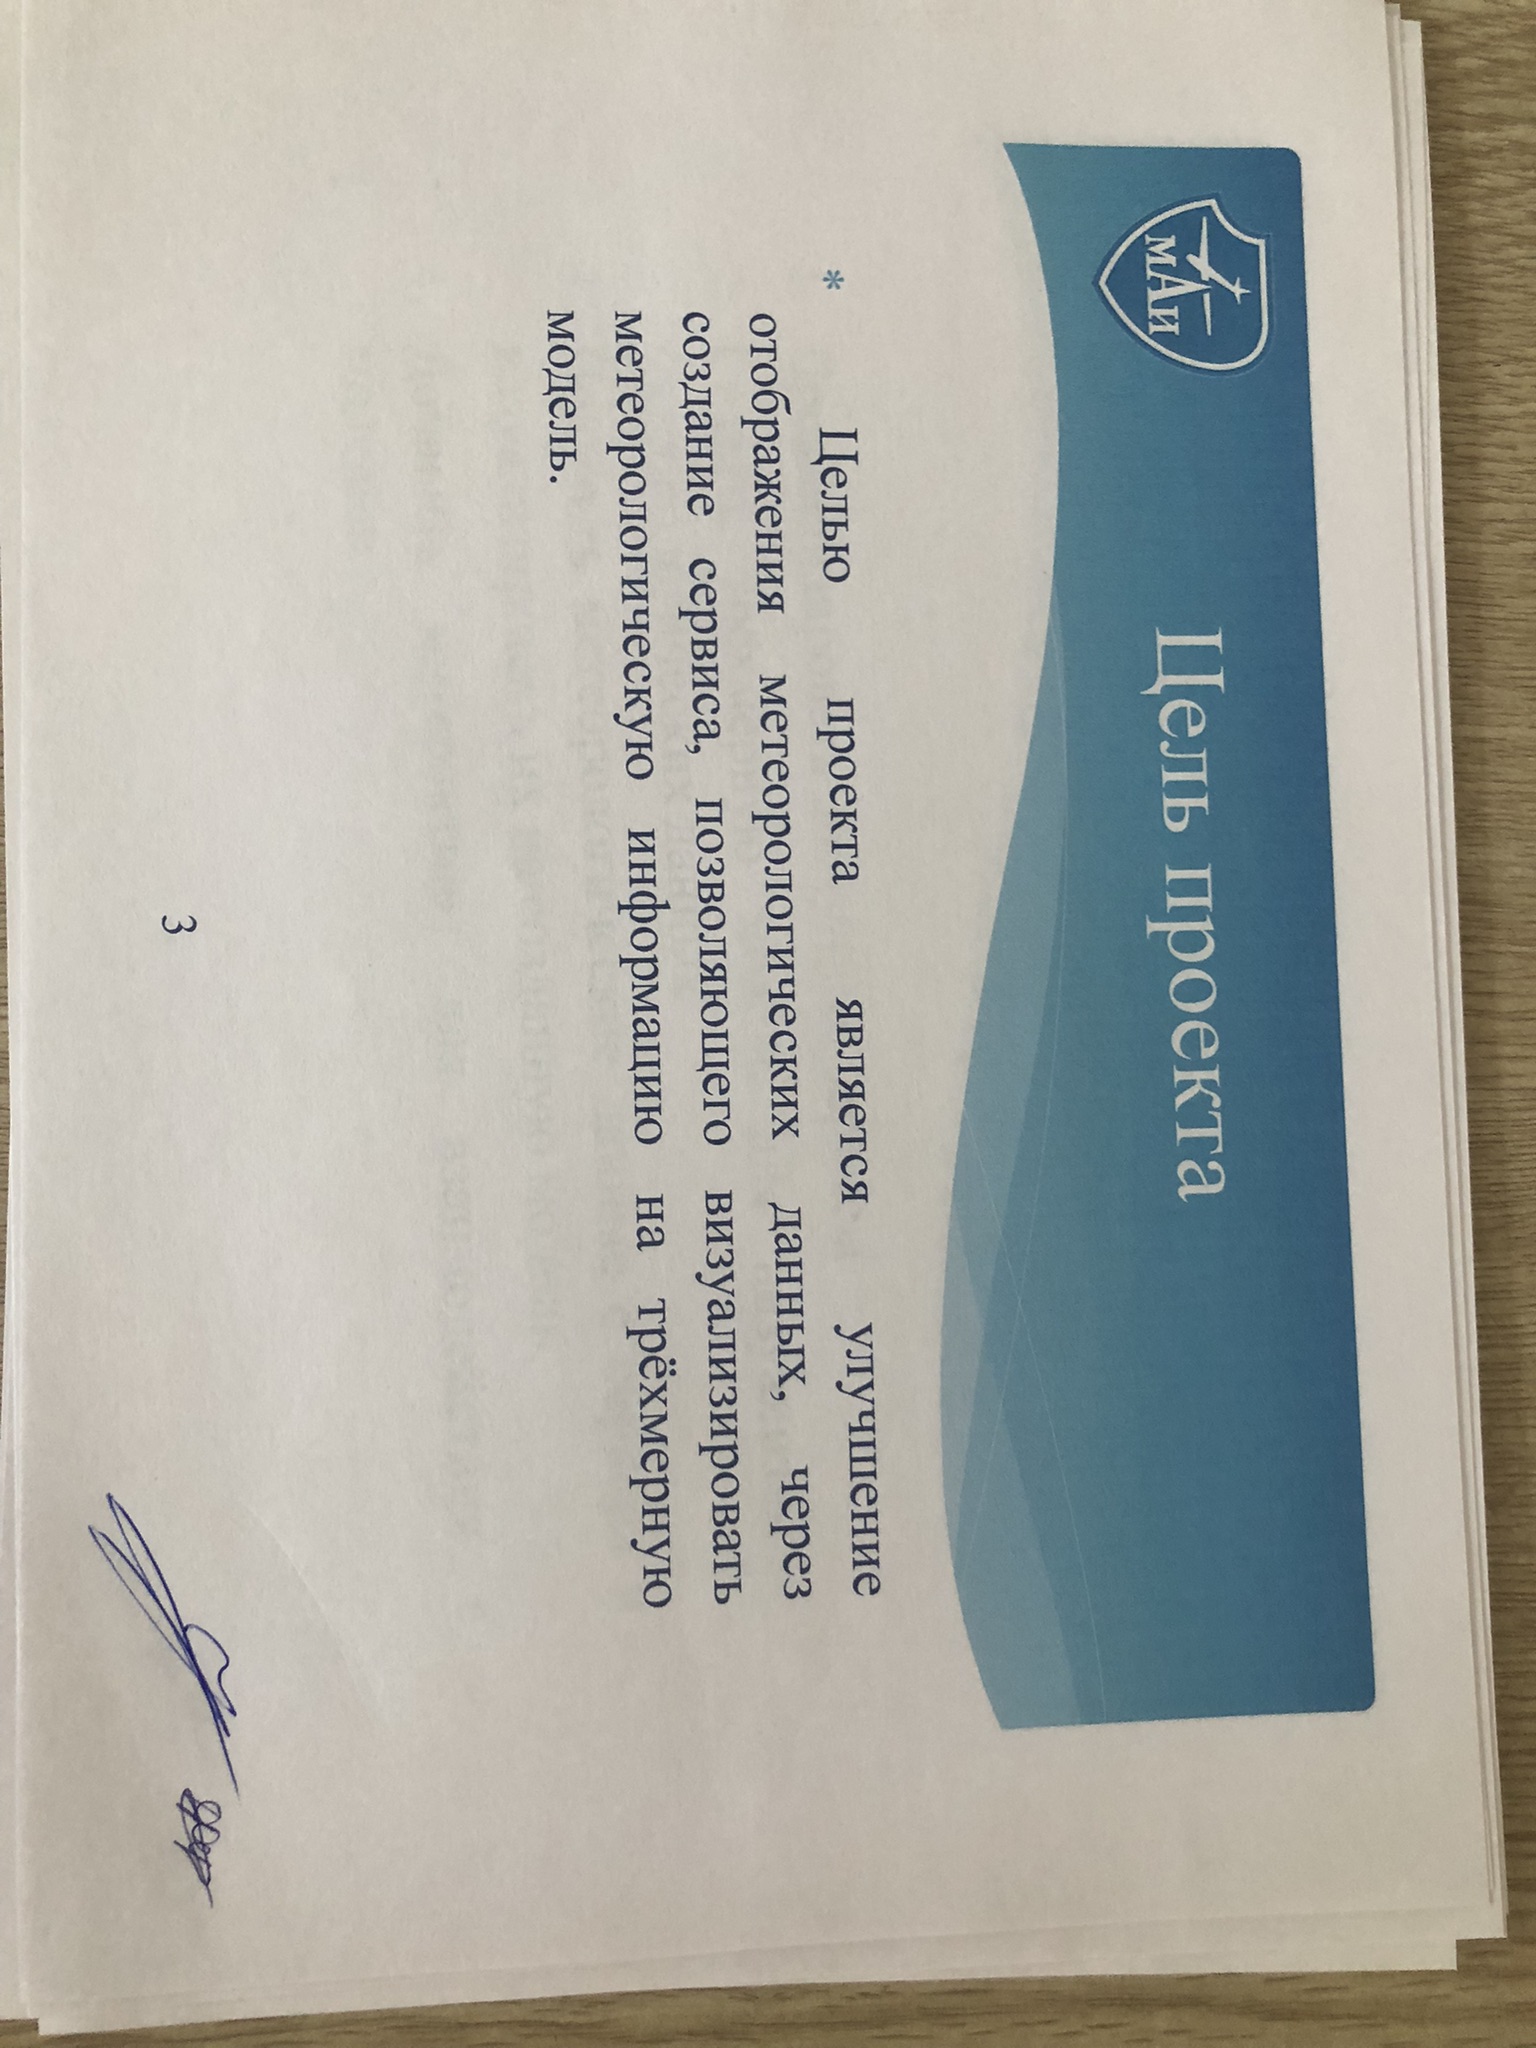 МАИ
Цель проекта
* Целью проекта является улучшение
отображения метеорологических данных, через
создание сервиса, позволяющего визуализировать
метеорологическую информацию на трёхмерную
модель.
3